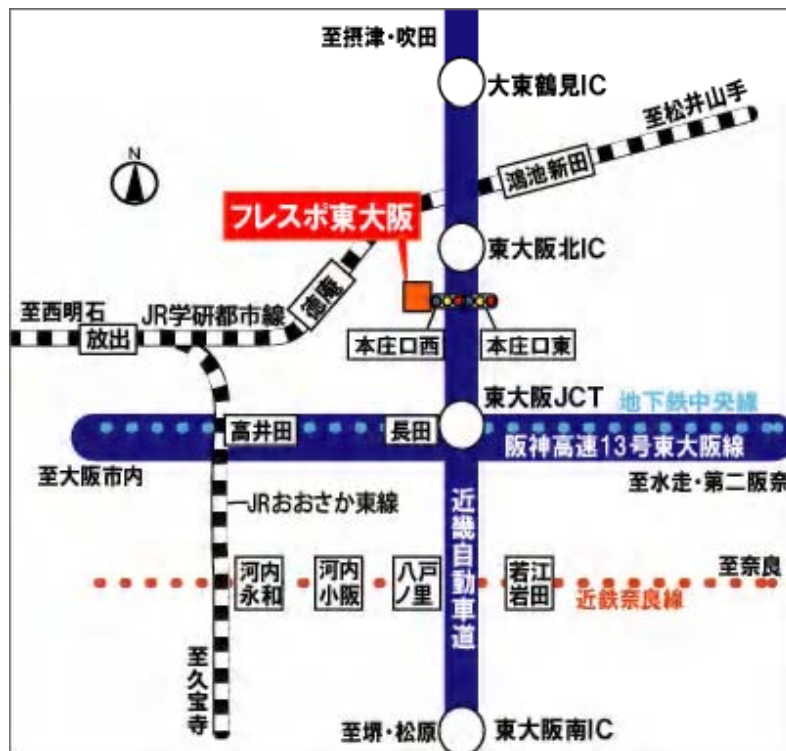 至摂津・吹田
大東鶴見IC
至松井山手
鴻池新田
N
フレスポ東大阪
東大阪北IC
徳庵
至西明石
JR学研都市線
放出
本庄口西
本庄口東
東大阪JCT
地下鉄中央線
高井田
長田
阪神高速13号東大阪線
至大阪市内
至水走・第二阪奈
JRおおさか東線
近畿自動車道
至奈良
河内
永和
河内
小阪
八戸
ノ里
若江
岩田
近鉄奈良線
至久宝寺
至堺・松原
東大阪南IC